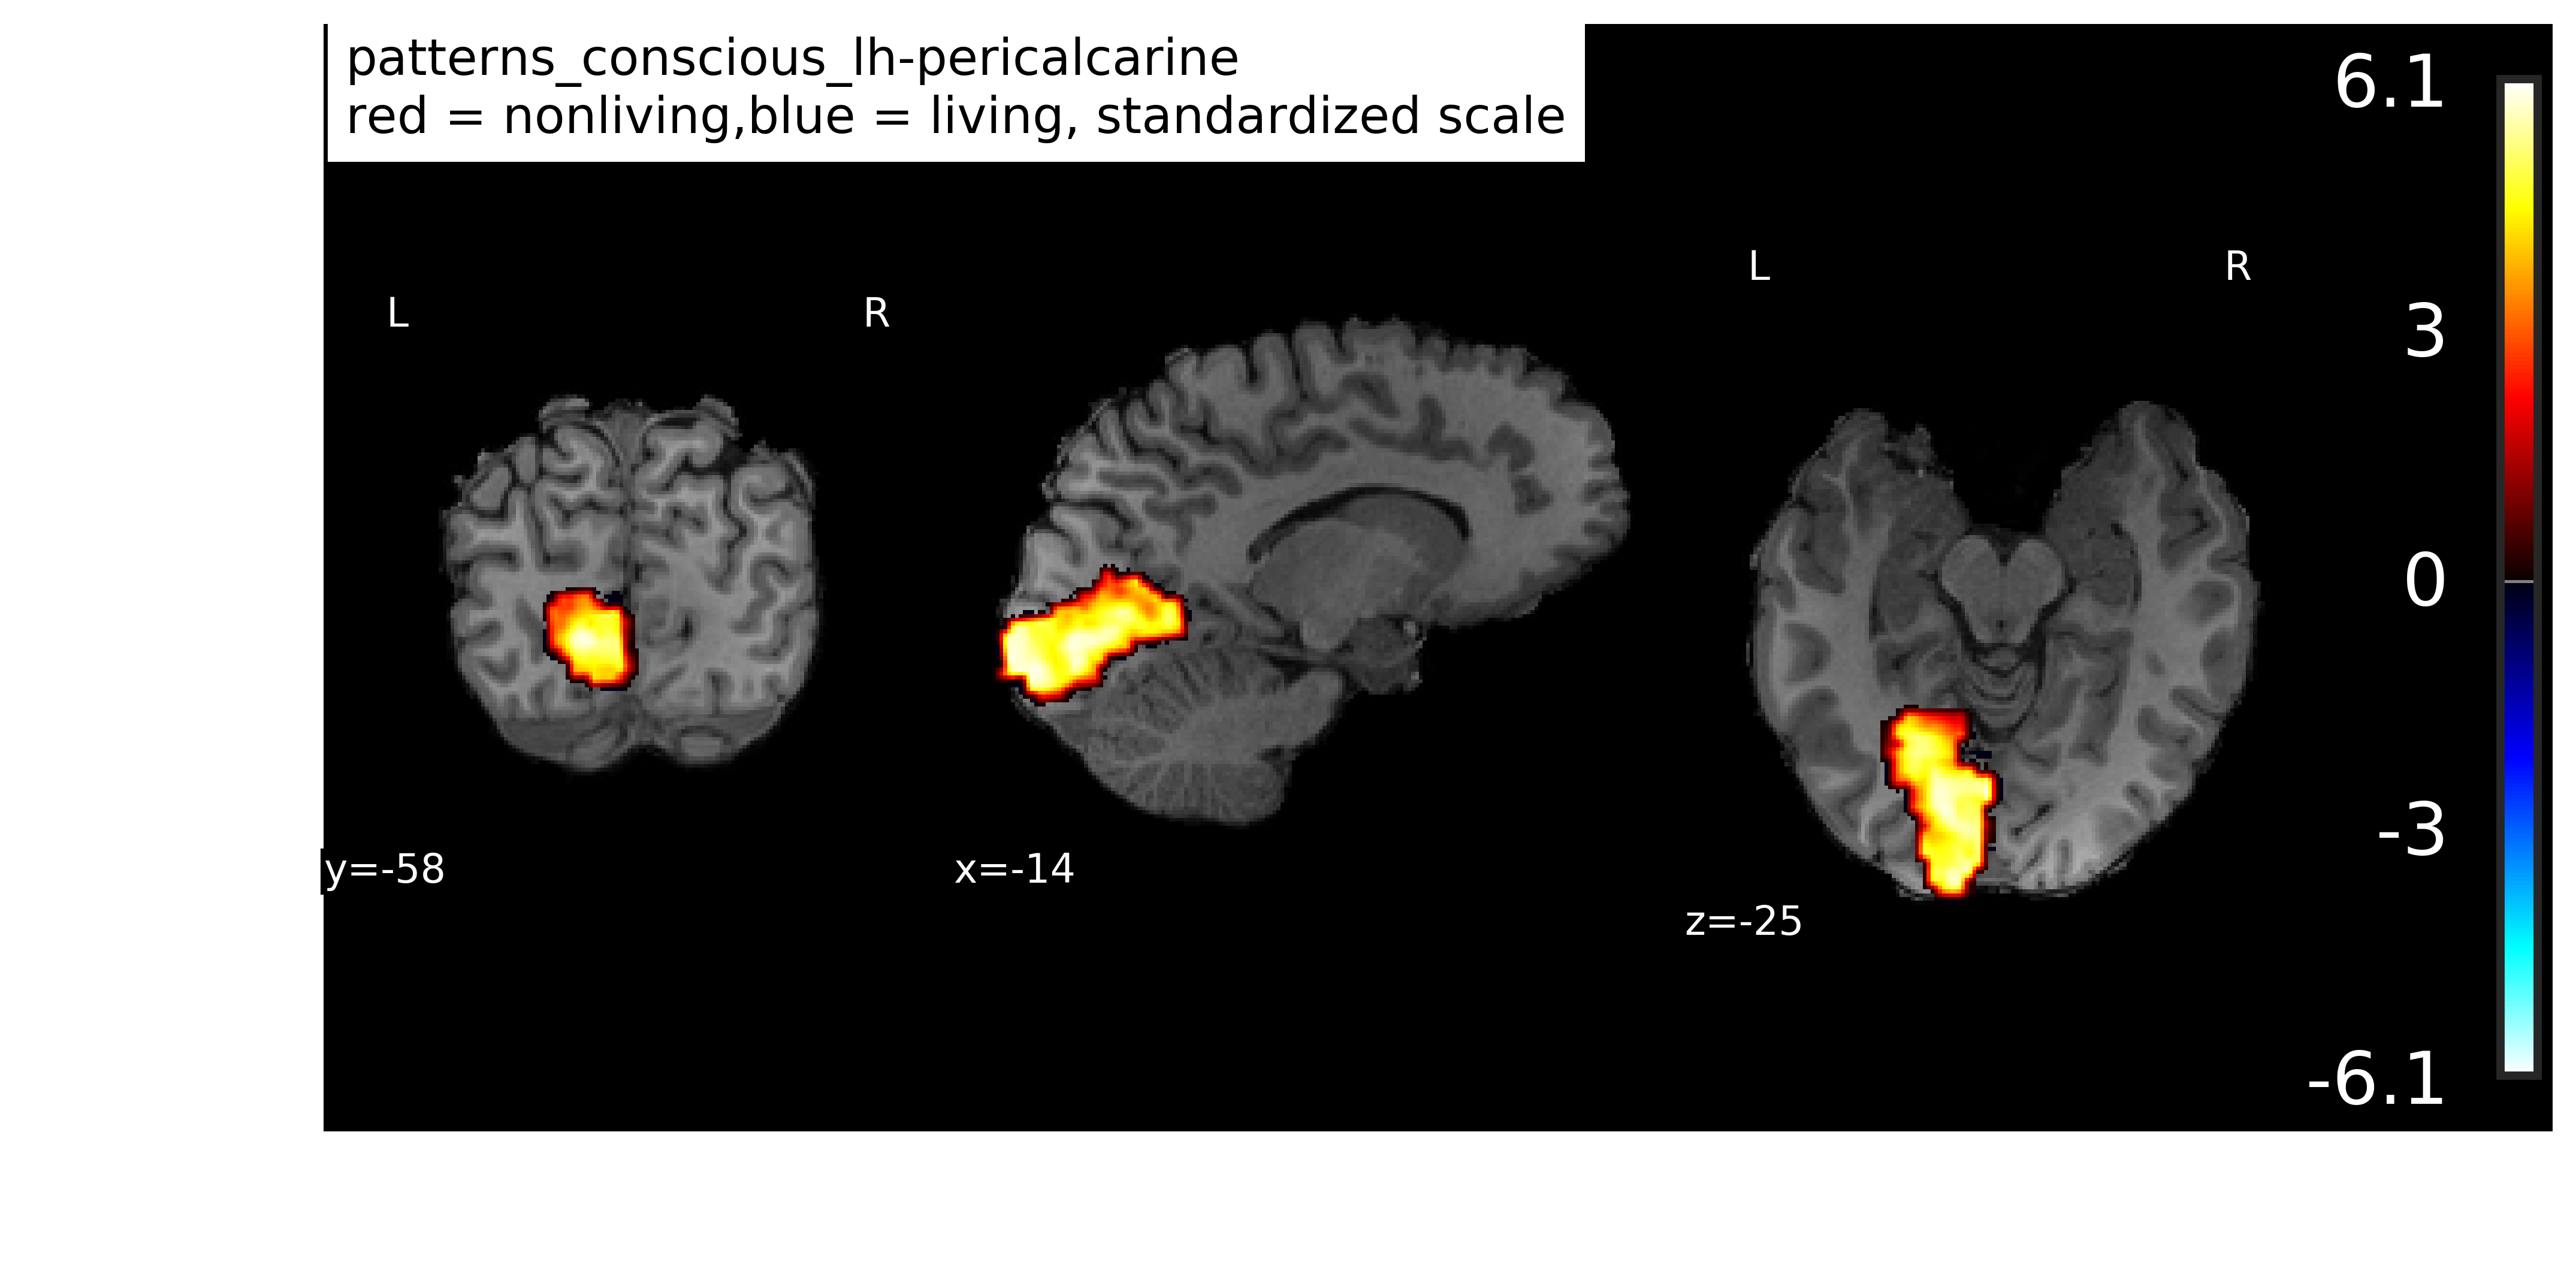 patterns_conscious_lh-pericalcarine
red = nonliving,blue = living, standardized scale
L R
L R
y=-58
x=-14
z=-25
6.1
3
0
-3
-6.1